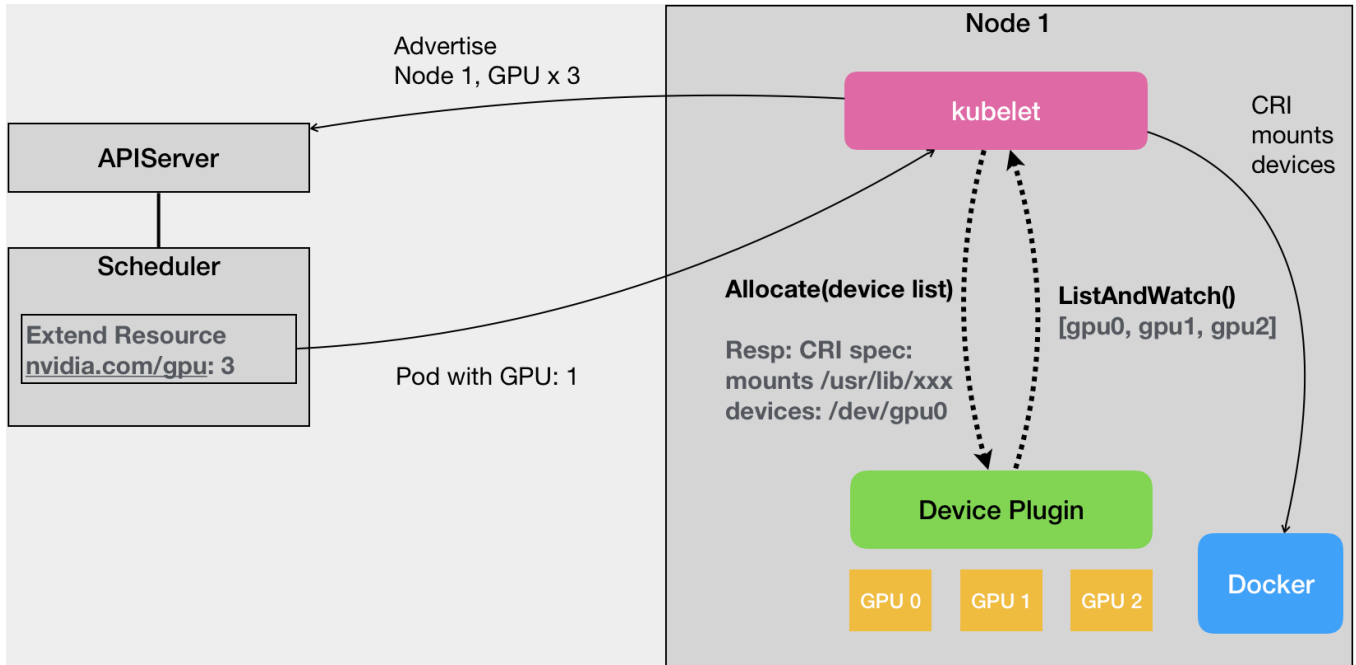 Node 1
Advertise
Node 1, GPU x 3
kubelet
CRI
mounts
devices
APIServer
Scheduler
Extend Resource
nvidia.com/gpu: 3
Pod with GPU: 1
Allocate(device list)
Resp: CRI spec:
mounts /usr/lib/xxx
devices: /dev/gpu0
ListAndWatch()
[gpu0, gpu1, gpu2]
Device Plugin
GPU 0
GPU 1
GPU 2
Docker